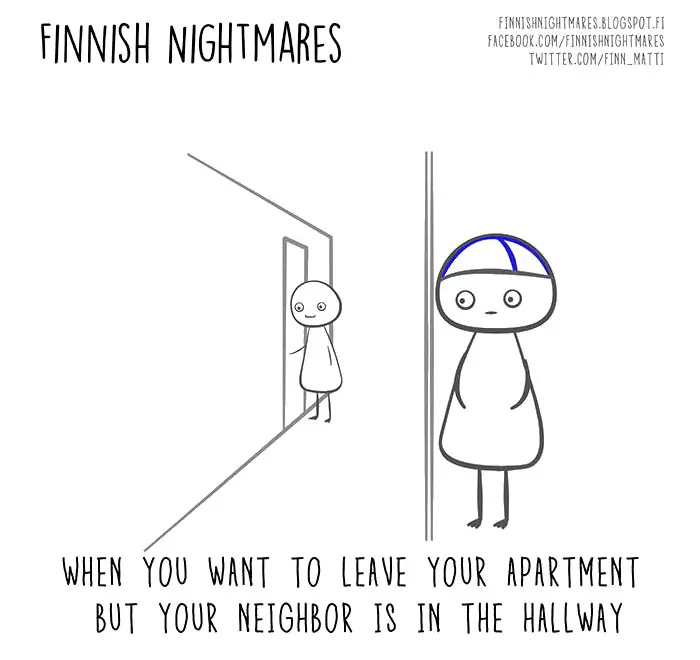 FINNISH NIGHTMARES
FINNISHNIGHTMARES.BLOGSPOT.FI
FACEBOOK.COM/FINNISHNIGHTMARES
TWITTER.COM/FINN_MATTI
WHEN YOU WANT TO LEAVE YOUR APARTMENT
BUT YOUR NEIGHBOR IS IN THE HALLWAY